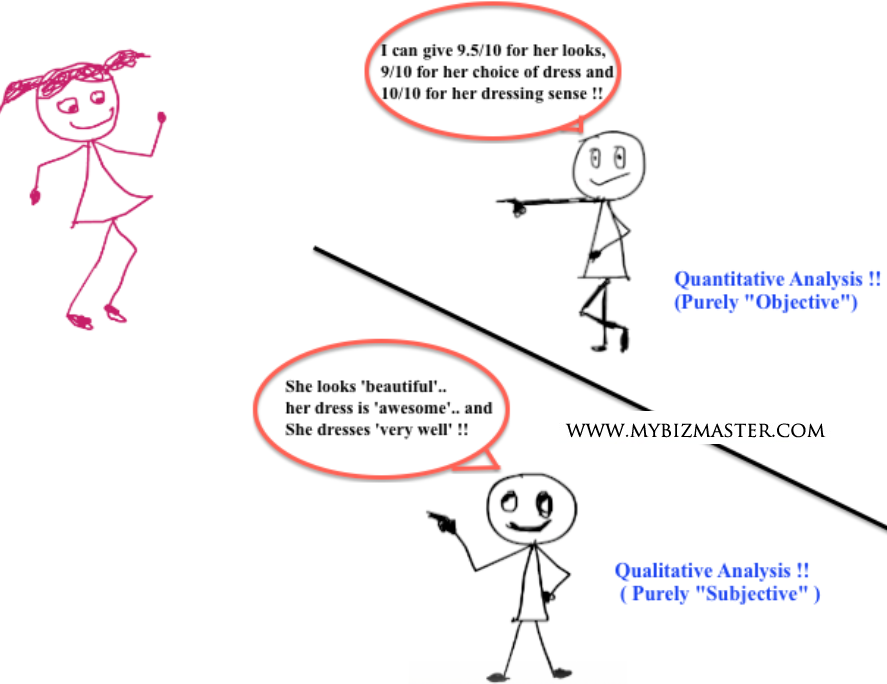 I can give 9.5/10 for her looks,
9/10 for her choice of dress and
10/10 for her dressing sense !!
Quantitative Analysis !!
(Purely "Objective")
She looks 'beautiful'..
her dress is 'awesome'.. and
She dresses 'very well' !!
WWW.MYBIZMASTER.COM
Qualitative Analysis !!
( Purely "Subjective" )